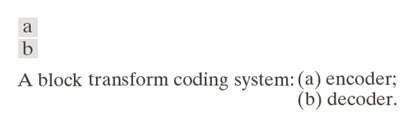 a
b
A block transform coding system: (a) encoder;
(b) decoder.